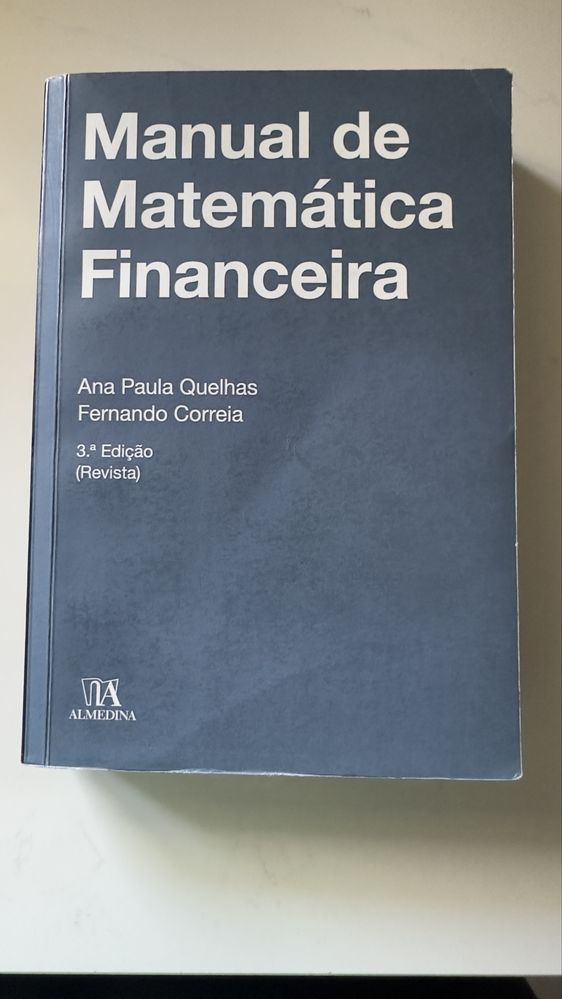 Manual de
Matemática
Financeira
Ana Paula Quelhas
Fernando Correia
3.ª Edição
(Revista)
ALMEDINA